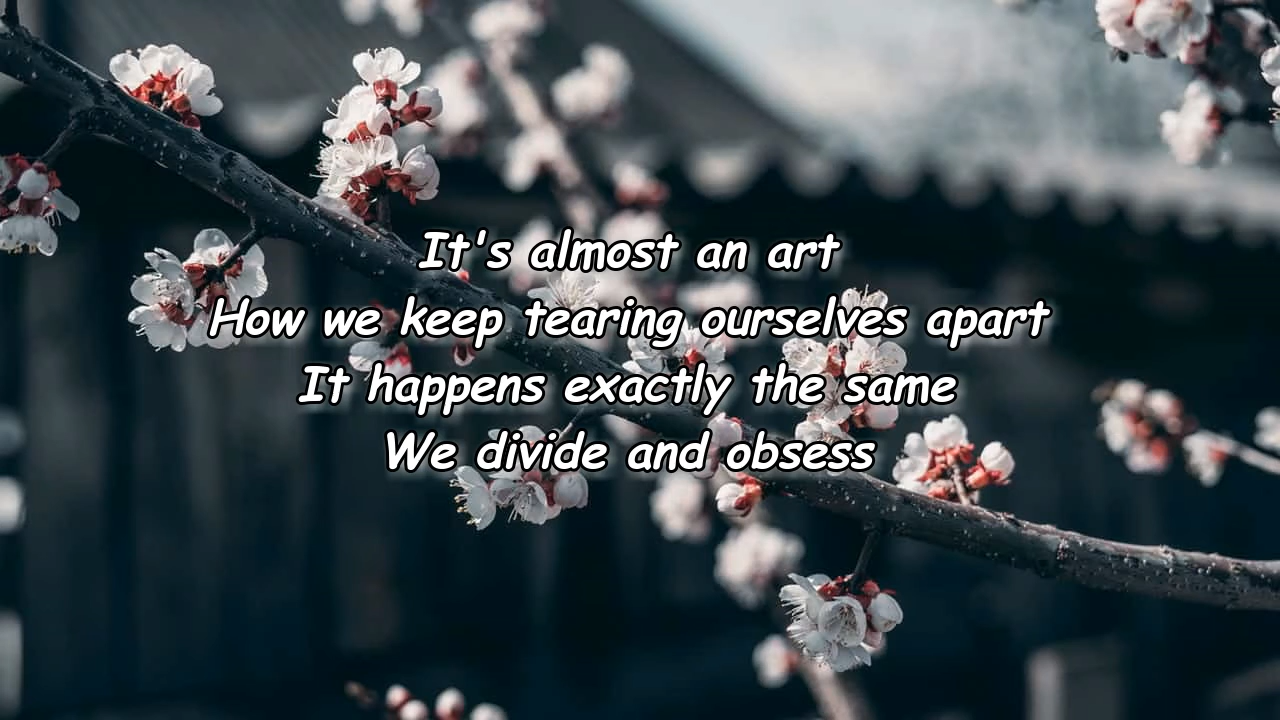 It's almost an art
How we keep tearing ourselves apart
It happens exactly the same
We divide and obsess